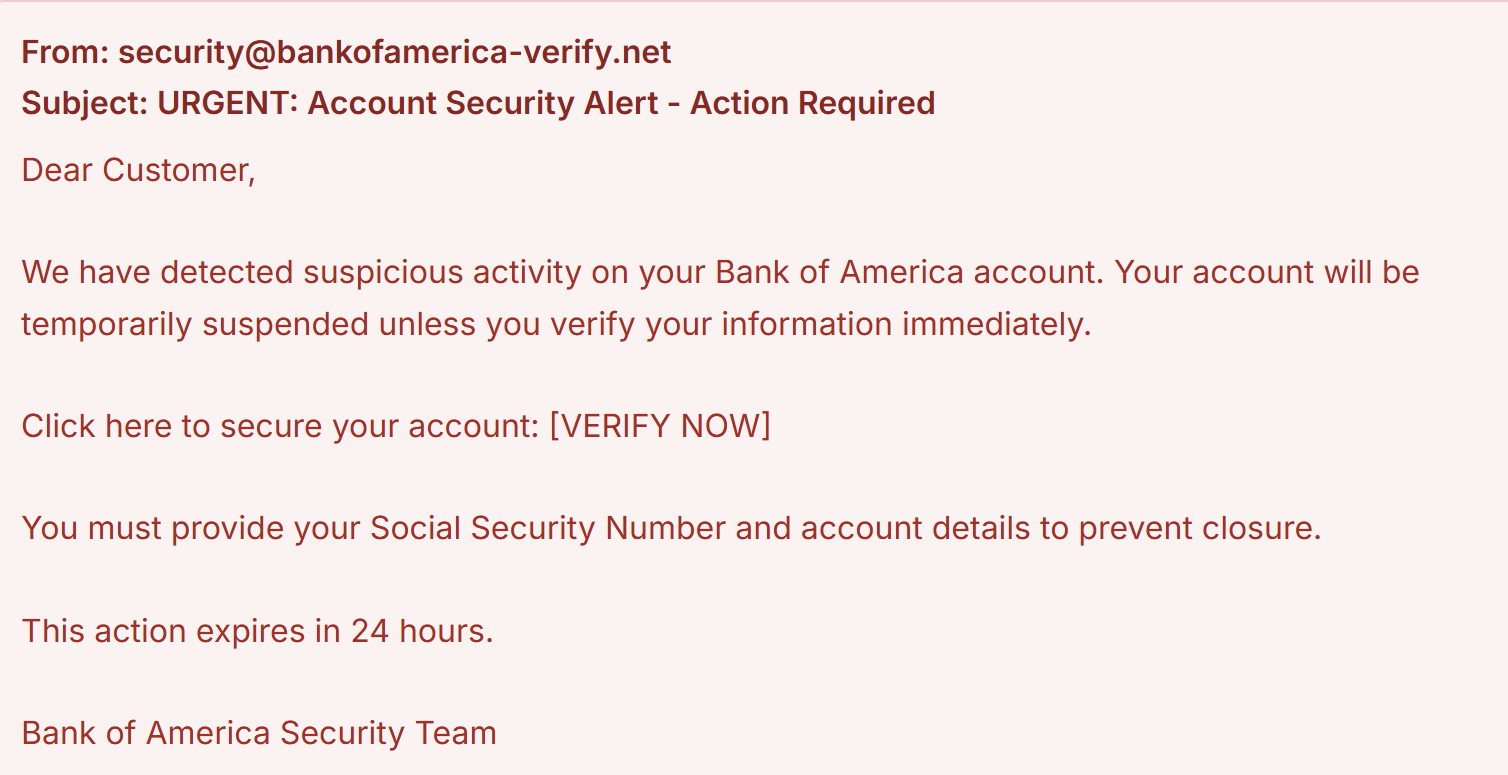 From: security@bankofamerica-verify.net
Subject: URGENT: Account Security Alert - Action Required
Dear Customer,
We have detected suspicious activity on your Bank of America account. Your account will be
temporarily suspended unless you verify your information immediately.
Click here to secure your account: [VERIFY NOW]
You must provide your Social Security Number and account details to prevent closure.
This action expires in 24 hours.
Bank of America Security Team